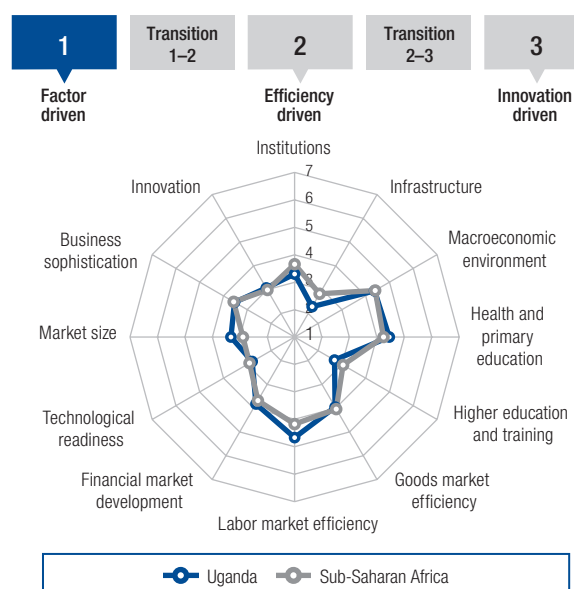 1
Transition
1–2
2
Transition
2–3
3
Factor
driven
Efficiency
driven
Innovation
driven
Institutions
7
6
5
4
3
2
1
Infrastructure
Macroeconomic
environment
Health and
primary
education
Higher education
and training
Goods market
efficiency
Labor market efficiency
Financial market
development
Technological
readiness
Market size
Business
sophistication
Innovation
Uganda
Sub-Saharan Africa